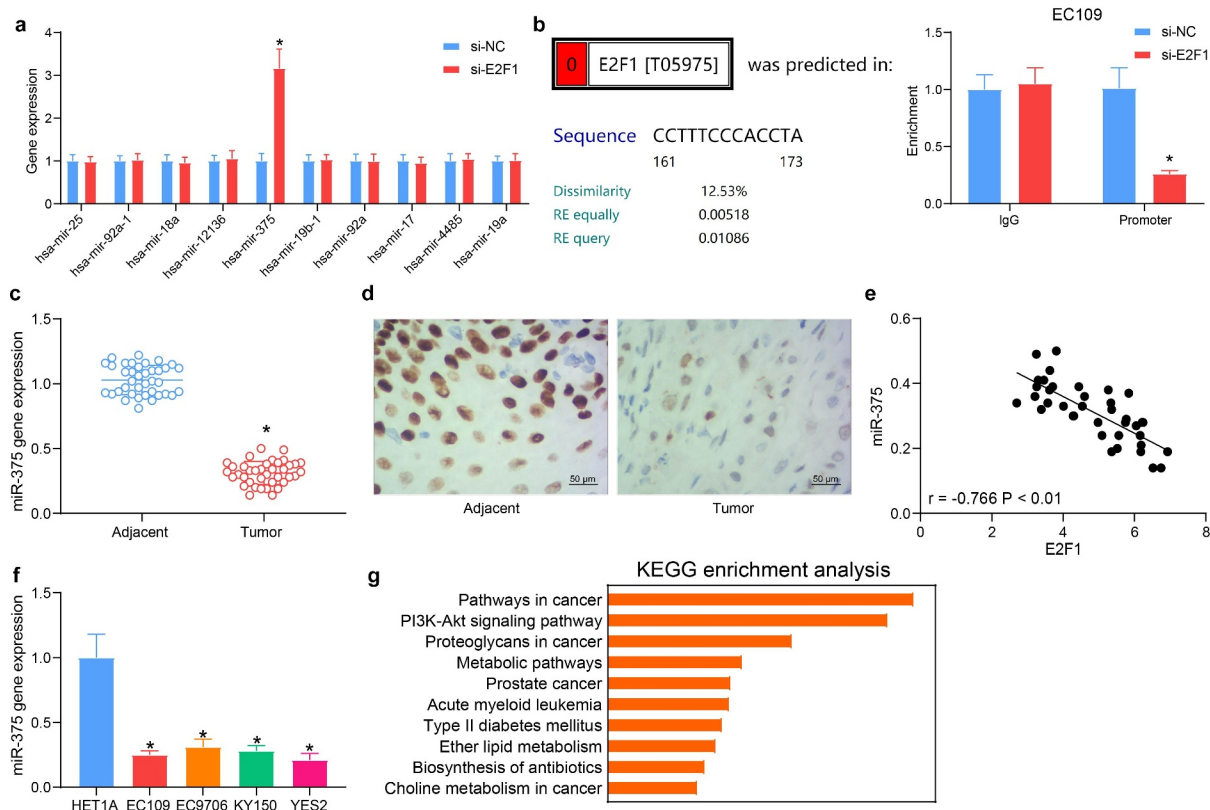 a
Gene expression
4
3
2
1
0
*
si-NC
si-E2F1
hsa-mir-25
hsa-mir-92a-1
hsa-mir-18a
hsa-mir-12136
hsa-mir-375
hsa-mir-19b-1
hsa-mir-92a
hsa-mir-17
hsa-mir-4485
hsa-mir-19a
b
0 E2F1 [T05975] was predicted in:
Sequence CCTTTCCCACCTA
161 173
Dissimilarity 12.53%
RE equally 0.00518
RE query 0.01086
EC109
Enrichment
1.5
1.0
0.5
0.0
si-NC
si-E2F1
*
IgG Promoter
c
miR-375 gene expression
1.5
1.0
0.5
0.0
*
Adjacent Tumor
d
50 µm 50 µm
Adjacent Tumor
e
miR-375
0.6
0.4
0.2
0.0
r = -0.766 P < 0.01
0 2 4 6 8
E2F1
f
miR-375 gene expression
1.5
1.0
0.5
0.0
* * * *
HET1A EC109 EC9706 KY150 YES2
g
KEGG enrichment analysis
Pathways in cancer
PI3K-Akt signaling pathway
Proteoglycans in cancer
Metabolic pathways
Prostate cancer
Acute myeloid leukemia
Type II diabetes mellitus
Ether lipid metabolism
Biosynthesis of antibiotics
Choline metabolism in cancer